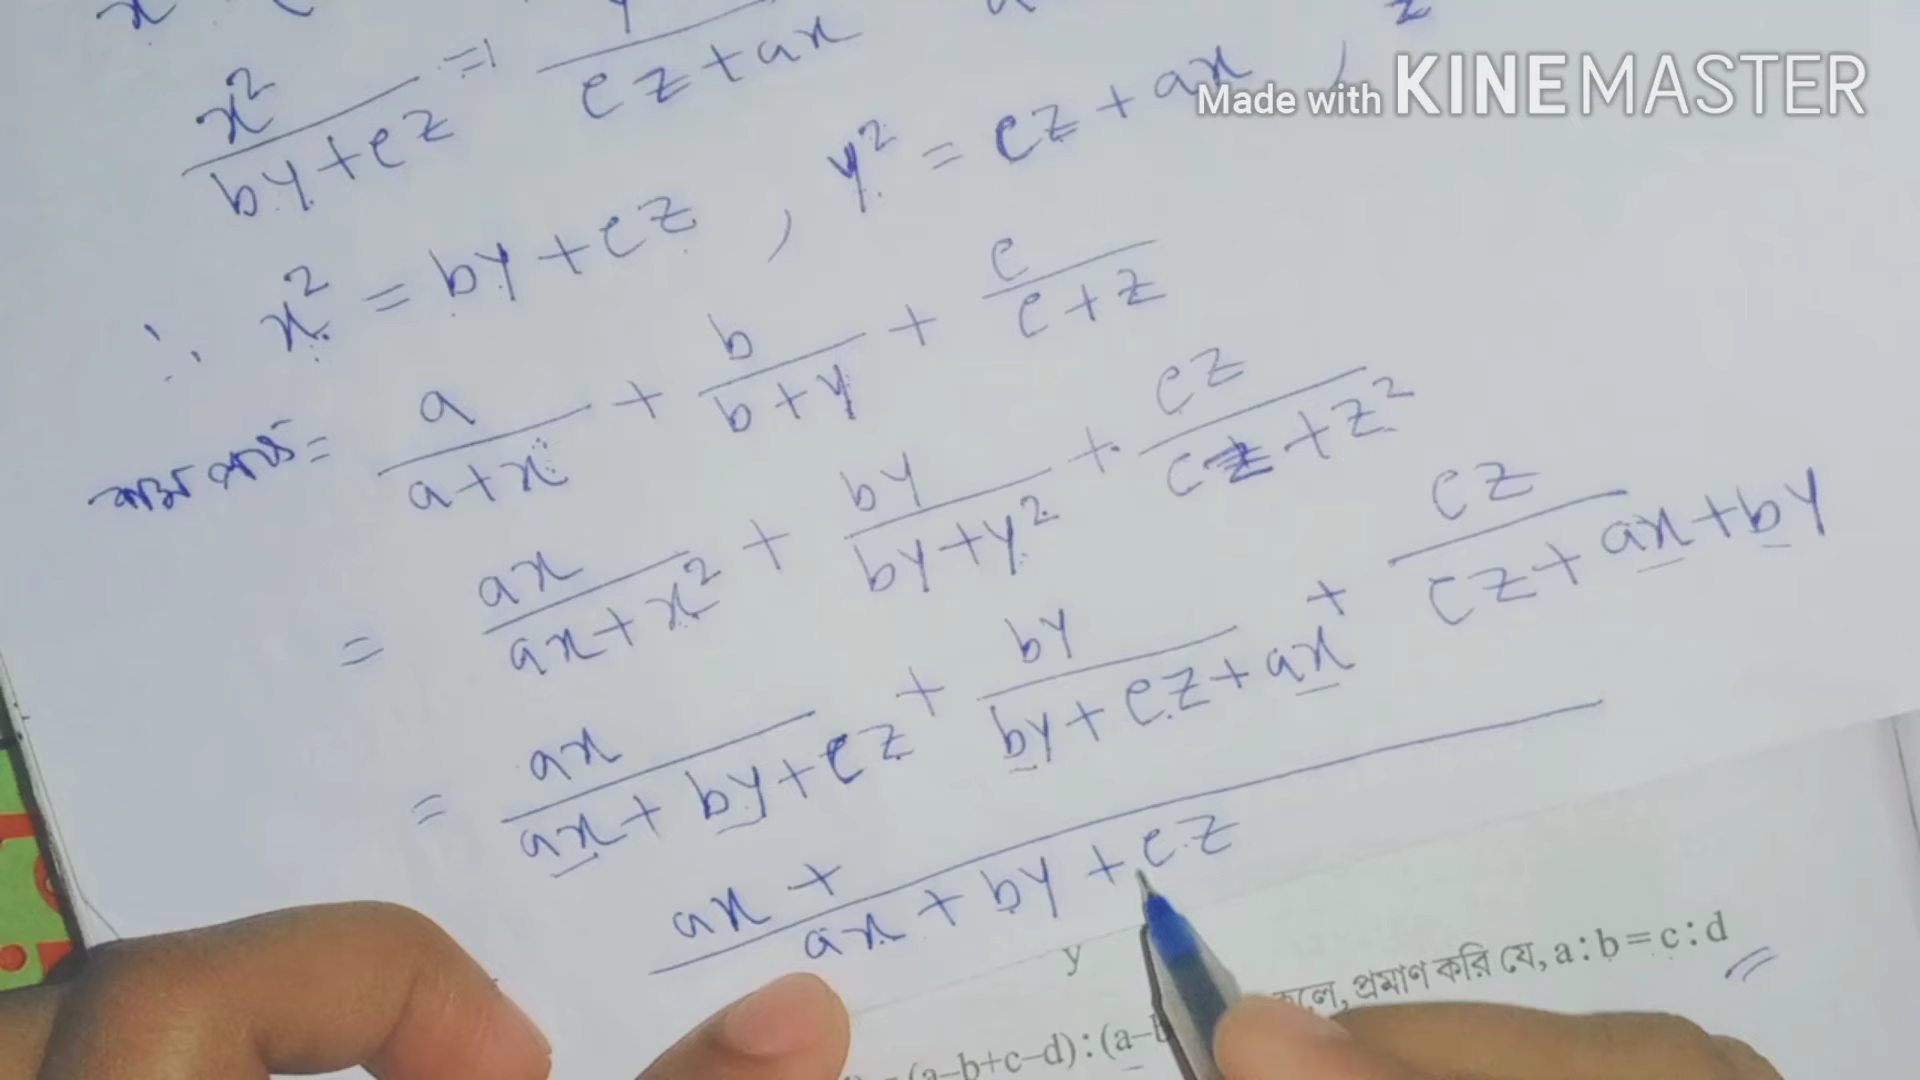 x²/(by+cz) = y/(cz+ax)
∴ x² = by+cz , y² = cz+ax , z
Made with KINEMASTER
বাম পক্ষ = a/(a+x) + b/(b+y) + c/(c+z)
= ax/(ax+x²) + by/(by+y²) + cz/(cz+z²)
= ax/(ax+by+cz) + by/(by+cz+ax) + cz/(cz+ax+by)
ax + / ax+by+cz
y
হলে, প্রমাণ করি যে, a : b = c : d
(a–b+c–d) : (a–b